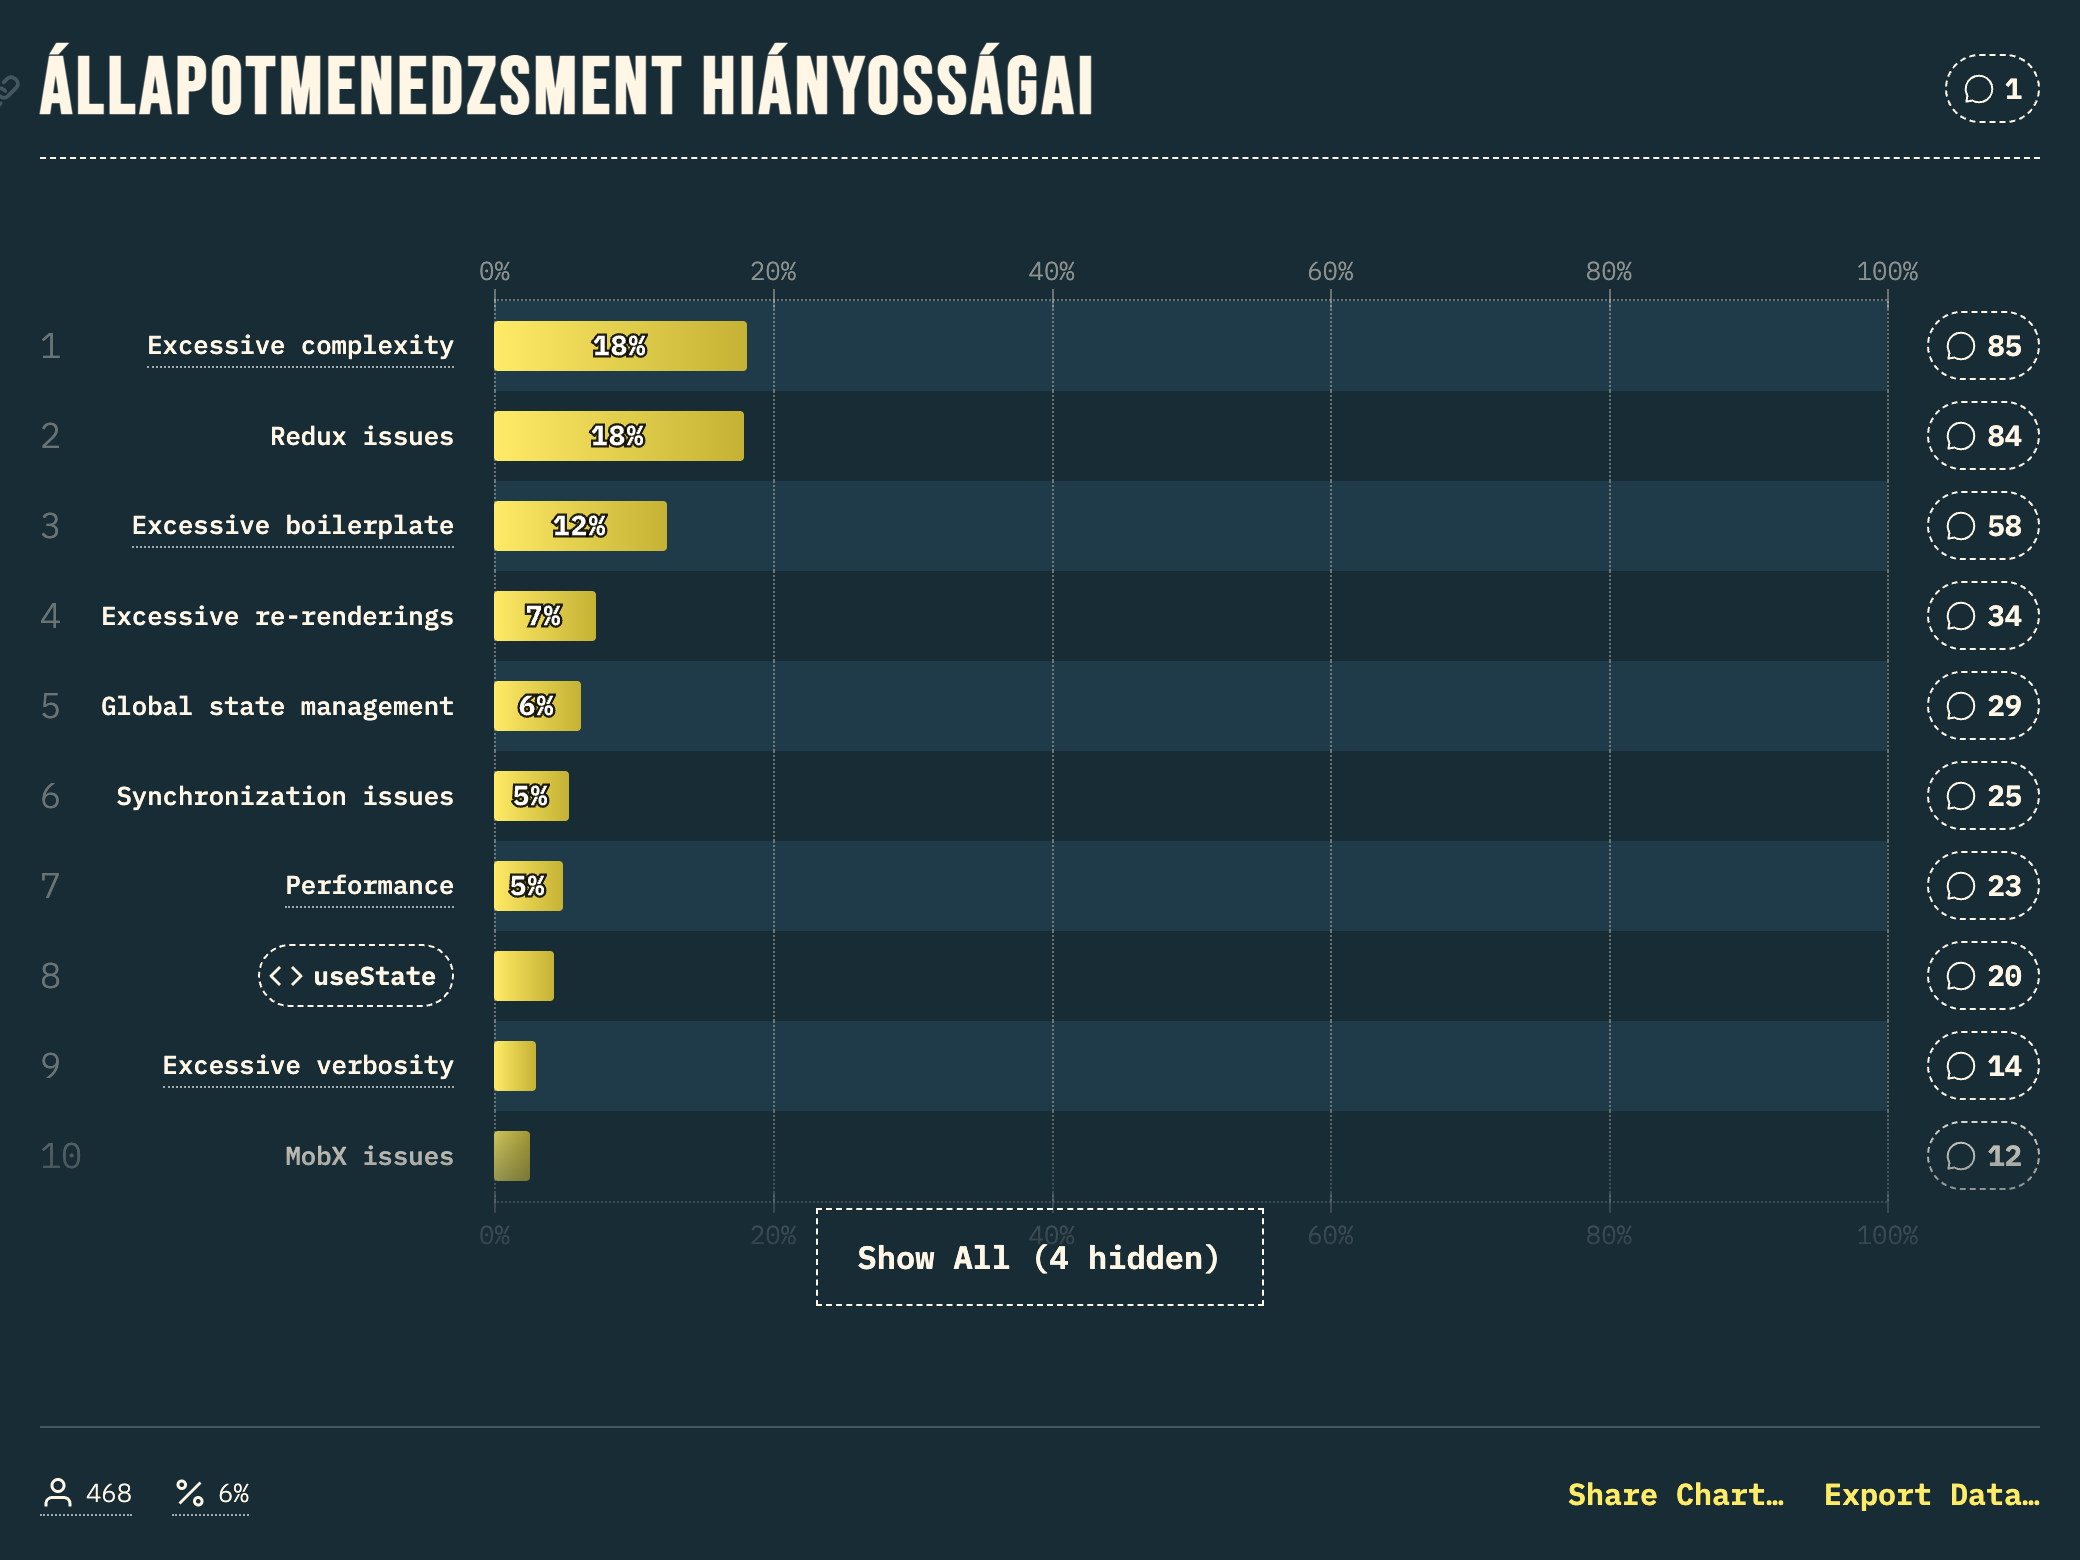 ÁLLAPOTMENEDZSMENT HIÁNYOSSÁGAI
1
0% 20% 40% 60% 80% 100%
1 Excessive complexity 18% 85
2 Redux issues 18% 84
3 Excessive boilerplate 12% 58
4 Excessive re-renderings 7% 34
5 Global state management 6% 29
6 Synchronization issues 5% 25
7 Performance 5% 23
8 <> useState 20
9 Excessive verbosity 14
10 MobX issues 12
0% 20% 40% 60% 80% 100%
Show All (4 hidden)
468 % 6% Share Chart… Export Data…